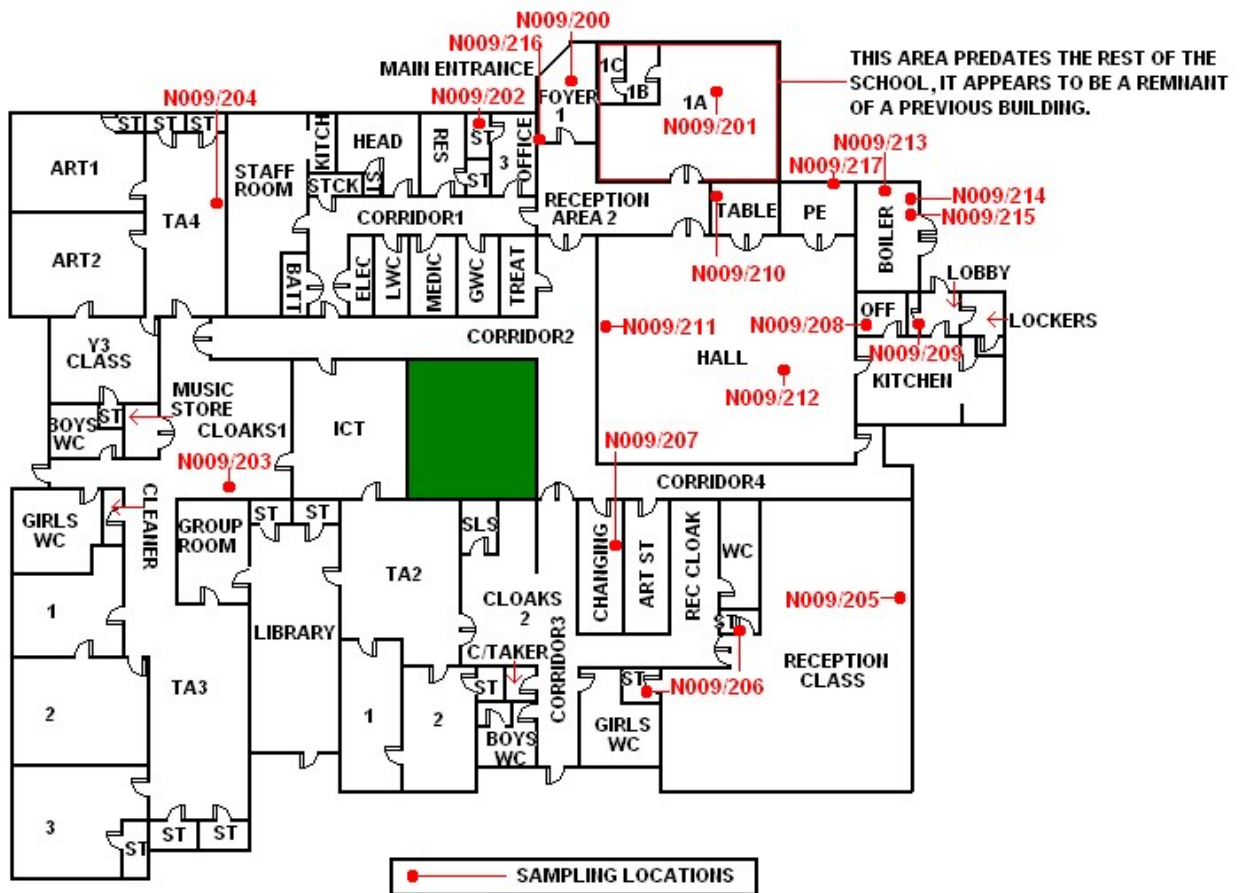 N009/200
N009/216
MAIN ENTRANCE
THIS AREA PREDATES THE REST OF THE
SCHOOL, IT APPEARS TO BE A REMNANT
OF A PREVIOUS BUILDING.
N009/204
N009/202
FOYER
1
1C
1B
1A
N009/201
ST
ST
ST
ART1
STAFF
ROOM
KITCH
HEAD
RES
ST
3
OFFICE
N009/217
N009/213
STCK
ST
ST
TA4
CORRIDOR1
RECEPTION
AREA 2
TABLE
PE
BOILER
N009/214
N009/215
ART2
BATT
ELEC
LWC
MEDIC
GWC
TREAT
N009/210
LOBBY
LOCKERS
Y3
CLASS
CORRIDOR2
N009/211
HALL
N009/208
OFF
N009/209
KITCHEN
N009/212
MUSIC
STORE
ST
BOYS
WC
CLOAKS1
ICT
N009/207
N009/203
CORRIDOR4
CLEANER
GIRLS
WC
GROUP
ROOM
ST
ST
SLS
CHANGING
ART ST
REC CLOAK
WC
TA2
CLOAKS
2
N009/205
1
LIBRARY
C/TAKER
CORRIDOR3
ST
RECEPTION
CLASS
TA3
2
1
2
ST
ST
N009/206
BOYS
WC
GIRLS
WC
3
ST
ST
ST
SAMPLING LOCATIONS